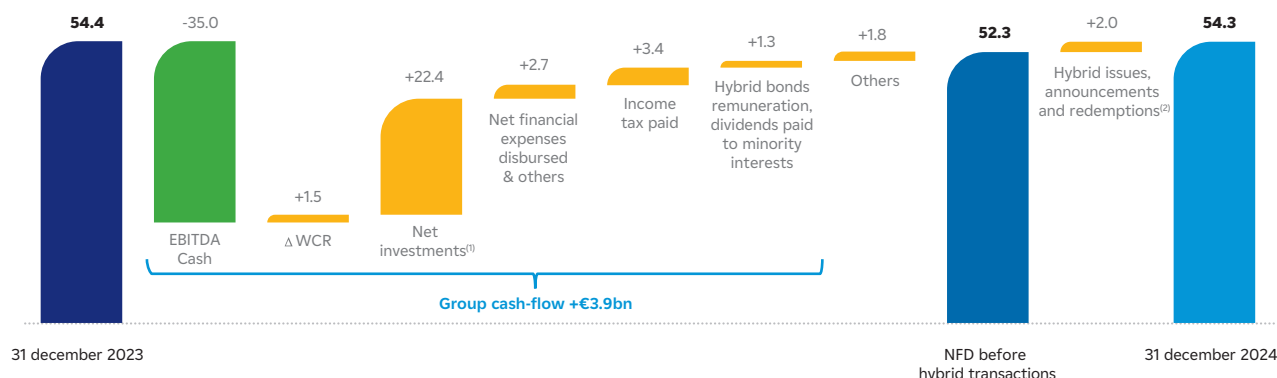 54.4
-35.0
+1.5
+22.4
+2.7
+3.4
+1.3
+1.8
52.3
+2.0
54.3
EBITDA
Cash
Δ WCR
Net
investments(1)
Net financial
expenses
disbursed
& others
Income
tax paid
Hybrid bonds
remuneration,
dividends paid
to minority
interests
Others
Hybrid issues,
announcements
and redemptions(2)
Group cash-flow +€3.9bn
31 december 2023
NFD before
hybrid transactions
31 december 2024